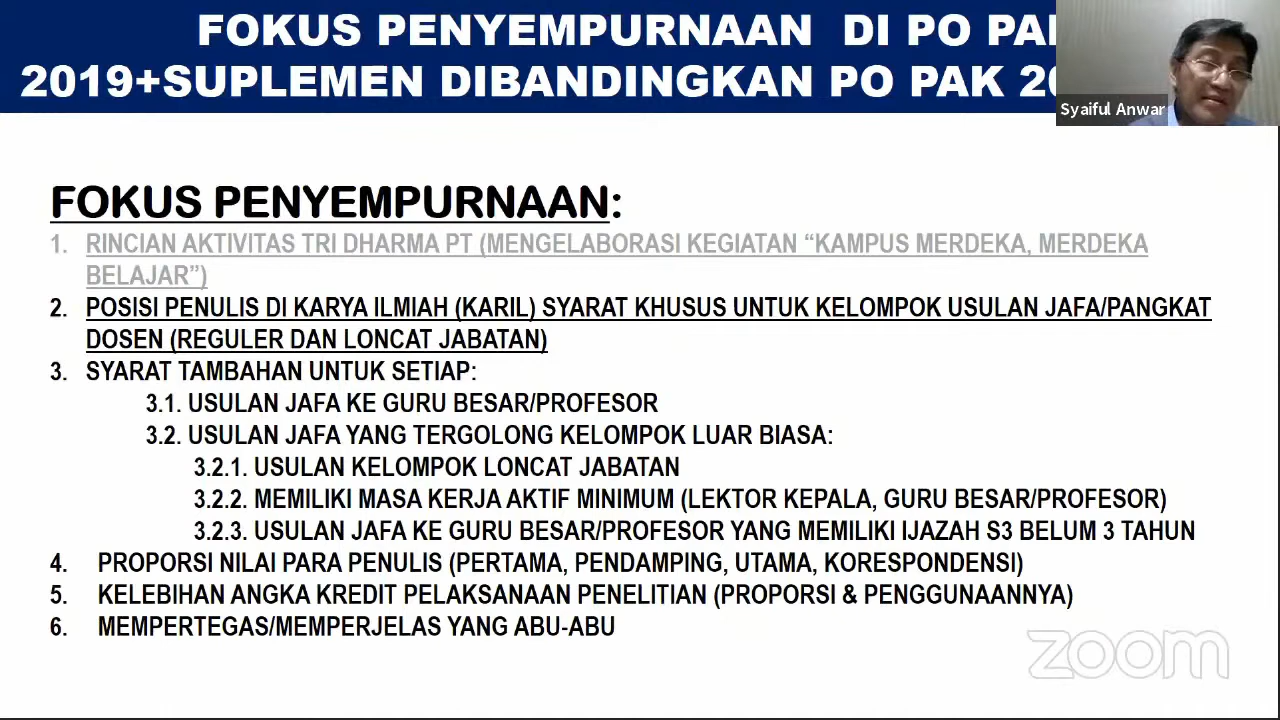 FOKUS PENYEMPURNAAN DI PO
2019+SUPLEMEN DIBANDINGKAN PO PAK
Syaiful Anwar
FOKUS PENYEMPURNAAN:
1. RINCIAN AKTIVITAS TRI DHARMA PT (MENGELABORASI KEGIATAN “KAMPUS MERDEKA, MERDEKA
BELAJAR”)
2. POSISI PENULIS DI KARYA ILMIAH (KARIL) SYARAT KHUSUS UNTUK KELOMPOK USULAN JAFA/PANGKAT
DOSEN (REGULER DAN LONCAT JABATAN)
3. SYARAT TAMBAHAN UNTUK SETIAP:
3.1. USULAN JAFA KE GURU BESAR/PROFESOR
3.2. USULAN JAFA YANG TERGOLONG KELOMPOK LUAR BIASA:
3.2.1. USULAN KELOMPOK LONCAT JABATAN
3.2.2. MEMILIKI MASA KERJA AKTIF MINIMUM (LEKTOR KEPALA, GURU BESAR/PROFESOR)
3.2.3. USULAN JAFA KE GURU BESAR/PROFESOR YANG MEMILIKI IJAZAH S3 BELUM 3 TAHUN
4. PROPORSI NILAI PARA PENULIS (PERTAMA, PENDAMPING, UTAMA, KORESPONDENSI)
5. KELEBIHAN ANGKA KREDIT PELAKSANAAN PENELITIAN (PROPORSI & PENGGUNAANNYA)
6. MEMPERTEGAS/MEMPERJELAS YANG ABU-ABU
zoom